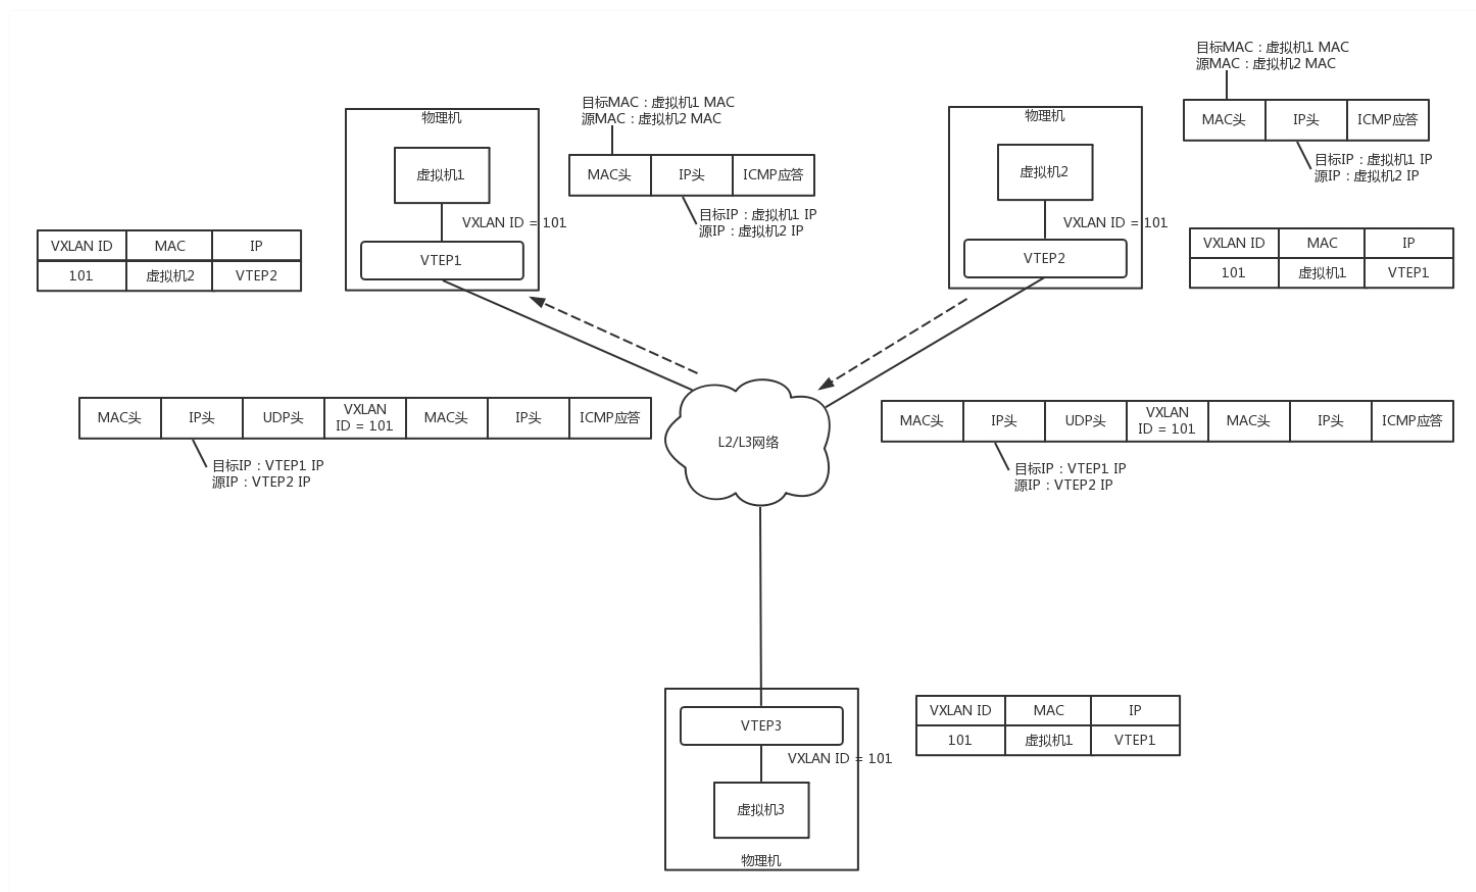 目标MAC：虚拟机1 MAC
源MAC：虚拟机2 MAC
MAC头 IP头 ICMP应答
目标IP：虚拟机1 IP
源IP：虚拟机2 IP
物理机
虚拟机1
VXLAN ID = 101
VTEP1
目标MAC：虚拟机1 MAC
源MAC：虚拟机2 MAC
MAC头 IP头 ICMP应答
目标IP：虚拟机1 IP
源IP：虚拟机2 IP
物理机
虚拟机2
VXLAN ID = 101
VTEP2
VXLAN ID MAC IP
101 虚拟机2 VTEP2
VXLAN ID MAC IP
101 虚拟机1 VTEP1
MAC头 IP头 UDP头 VXLAN
ID = 101 MAC头 IP头 ICMP应答
目标IP：VTEP1 IP
源IP：VTEP2 IP
L2/L3网络
MAC头 IP头 UDP头 VXLAN
ID = 101 MAC头 IP头 ICMP应答
目标IP：VTEP1 IP
源IP：VTEP2 IP
VTEP3
VXLAN ID = 101
虚拟机3
物理机
VXLAN ID MAC IP
101 虚拟机1 VTEP1